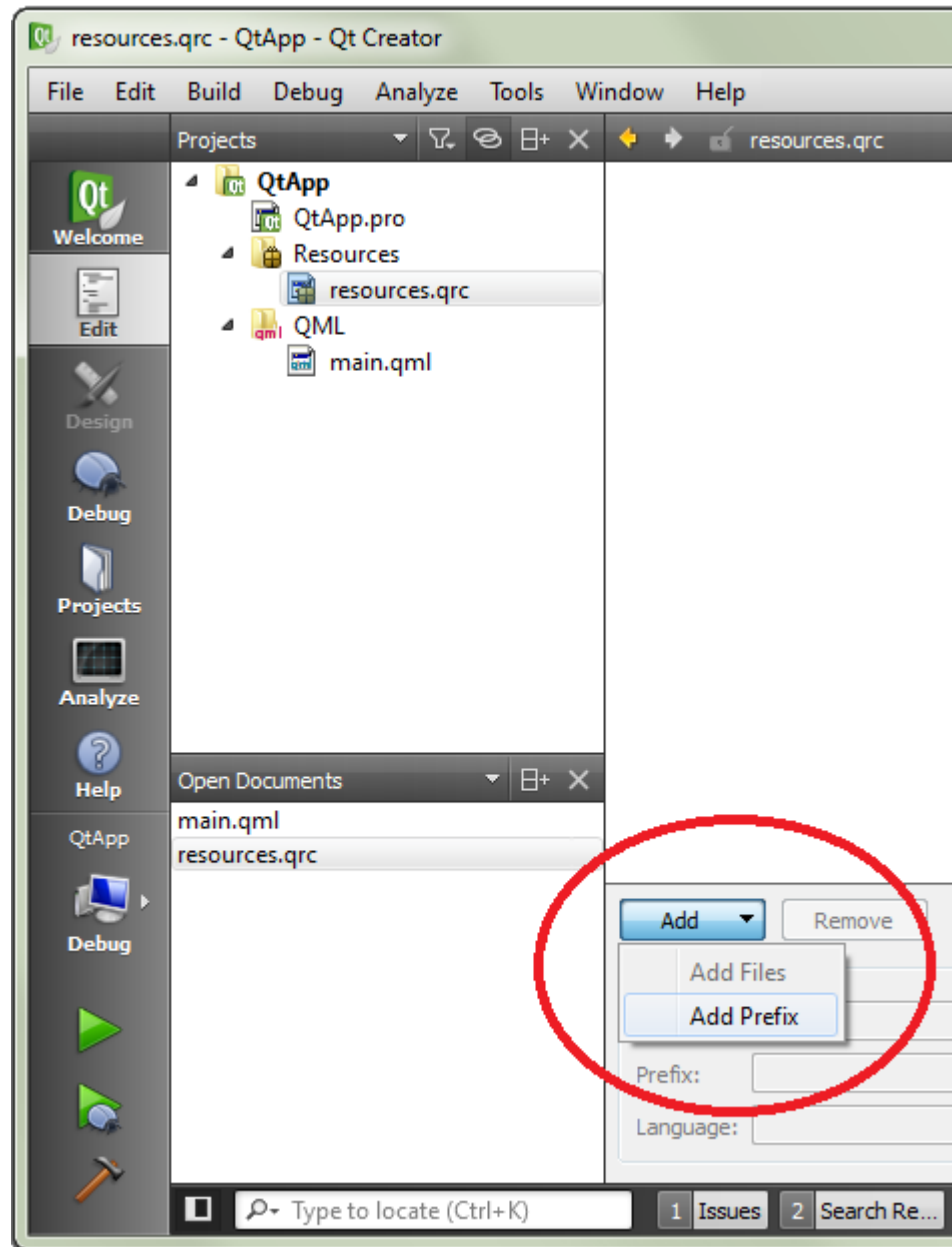 resources.qrc - QtApp - Qt Creator
File Edit Build Debug Analyze Tools Window Help
Projects
resources.qrc
Qt
Welcome
Edit
Design
Debug
Projects
Analyze
Help
QtApp
Debug
QtApp
QtApp.pro
Resources
resources.qrc
QML
main.qml
Open Documents
main.qml
resources.qrc
Add Remove
Add Files
Add Prefix
Prefix:
Language:
Type to locate (Ctrl+K)
1 Issues 2 Search Re...